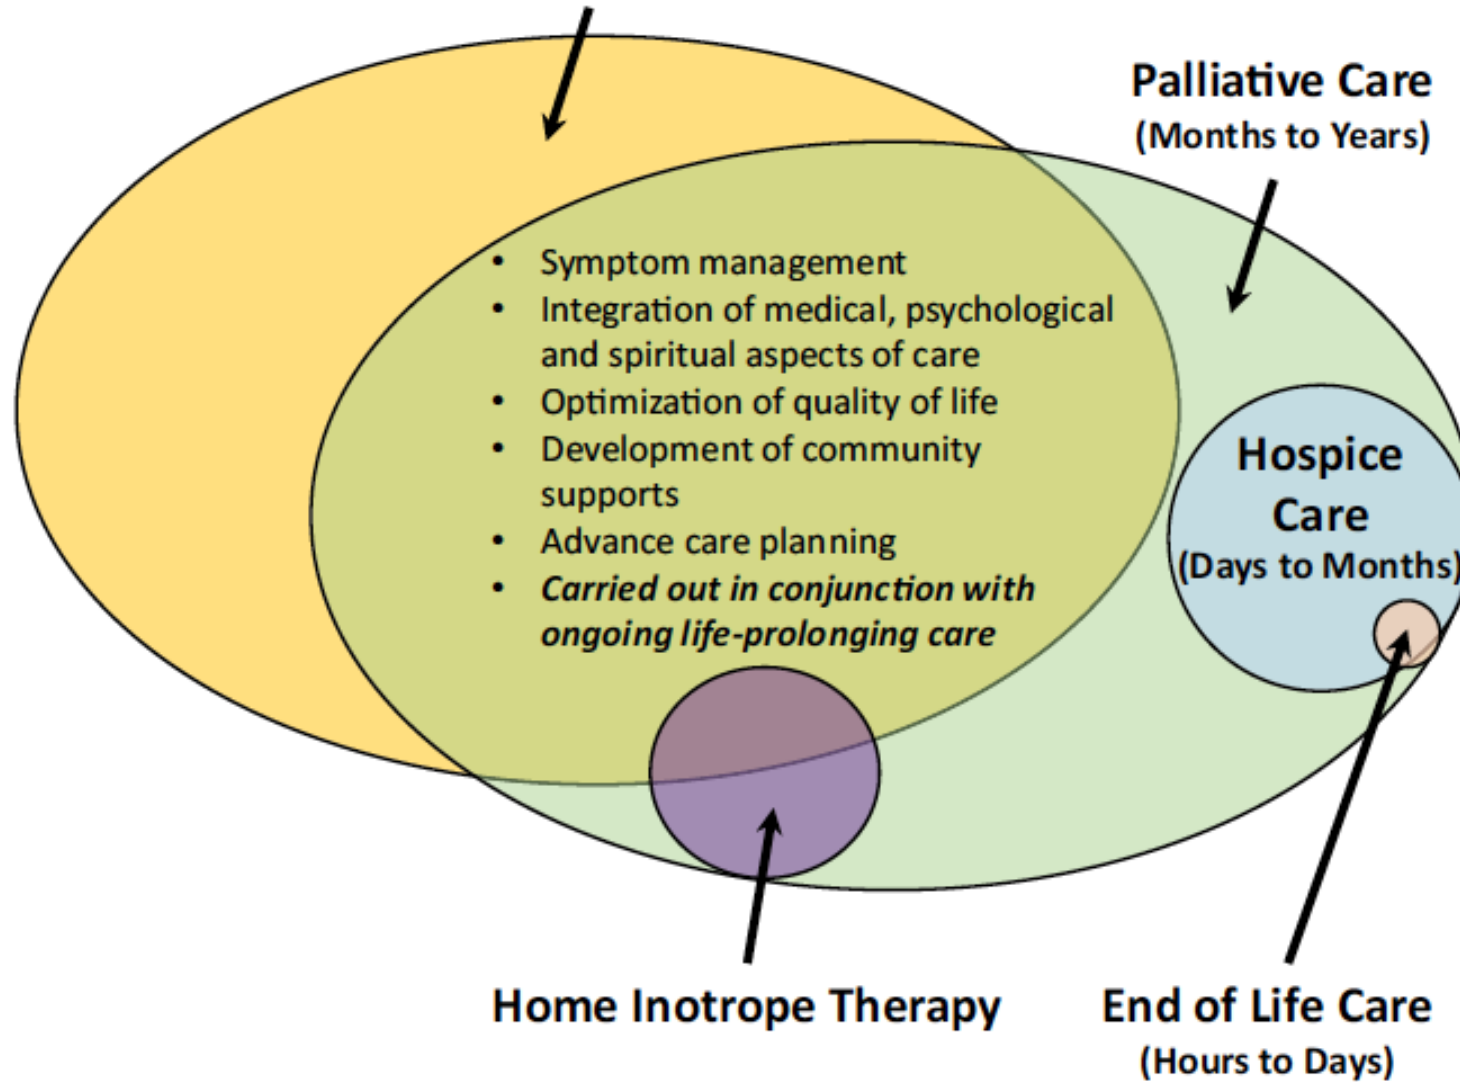 Palliative Care
(Months to Years)
• Symptom management
• Integration of medical, psychological
and spiritual aspects of care
• Optimization of quality of life
• Development of community
supports
• Advance care planning
• Carried out in conjunction with
ongoing life-prolonging care
Hospice
Care
(Days to Months)
Home Inotrope Therapy
End of Life Care
(Hours to Days)